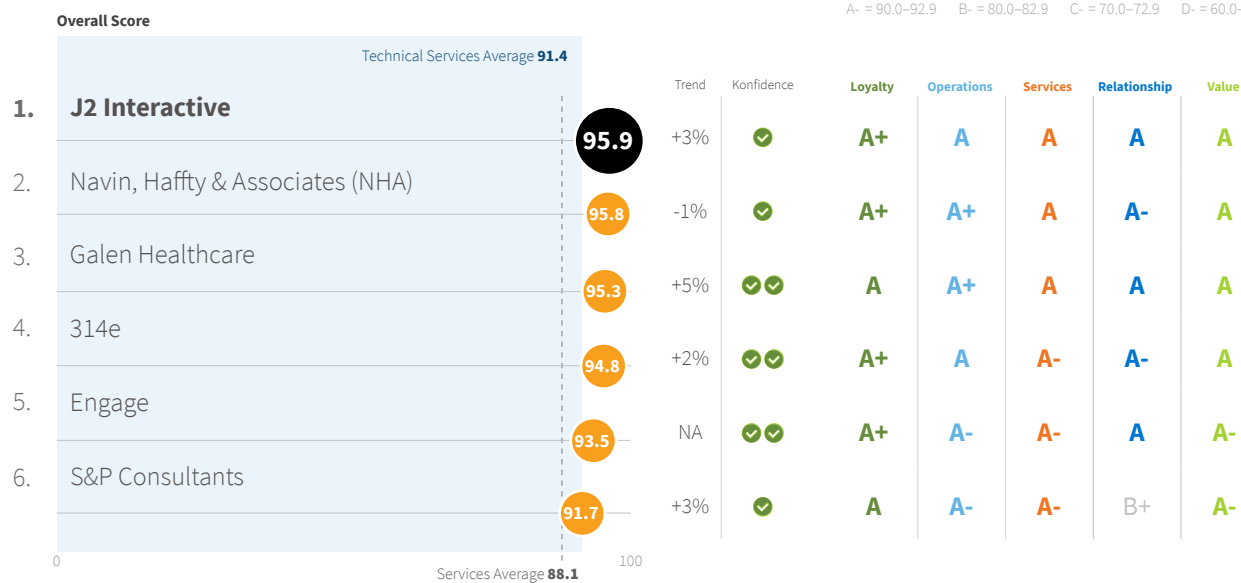 A- = 90.0–92.9 B- = 80.0–82.9 C- = 70.0–72.9 D- = 60.0-
Overall Score
Technical Services Average 91.4
Trend Konfidence Loyalty Operations Services Relationship Value
1. J2 Interactive 95.9 +3% A+ A A A A
2. Navin, Haffty & Associates (NHA) 95.8 -1% A+ A+ A A- A
3. Galen Healthcare 95.3 +5% A A+ A A A
4. 314e 94.8 +2% A+ A A- A- A
5. Engage 93.5 NA A+ A- A- A A-
6. S&P Consultants 91.7 +3% A A- A- B+ A-
0 100
Services Average 88.1